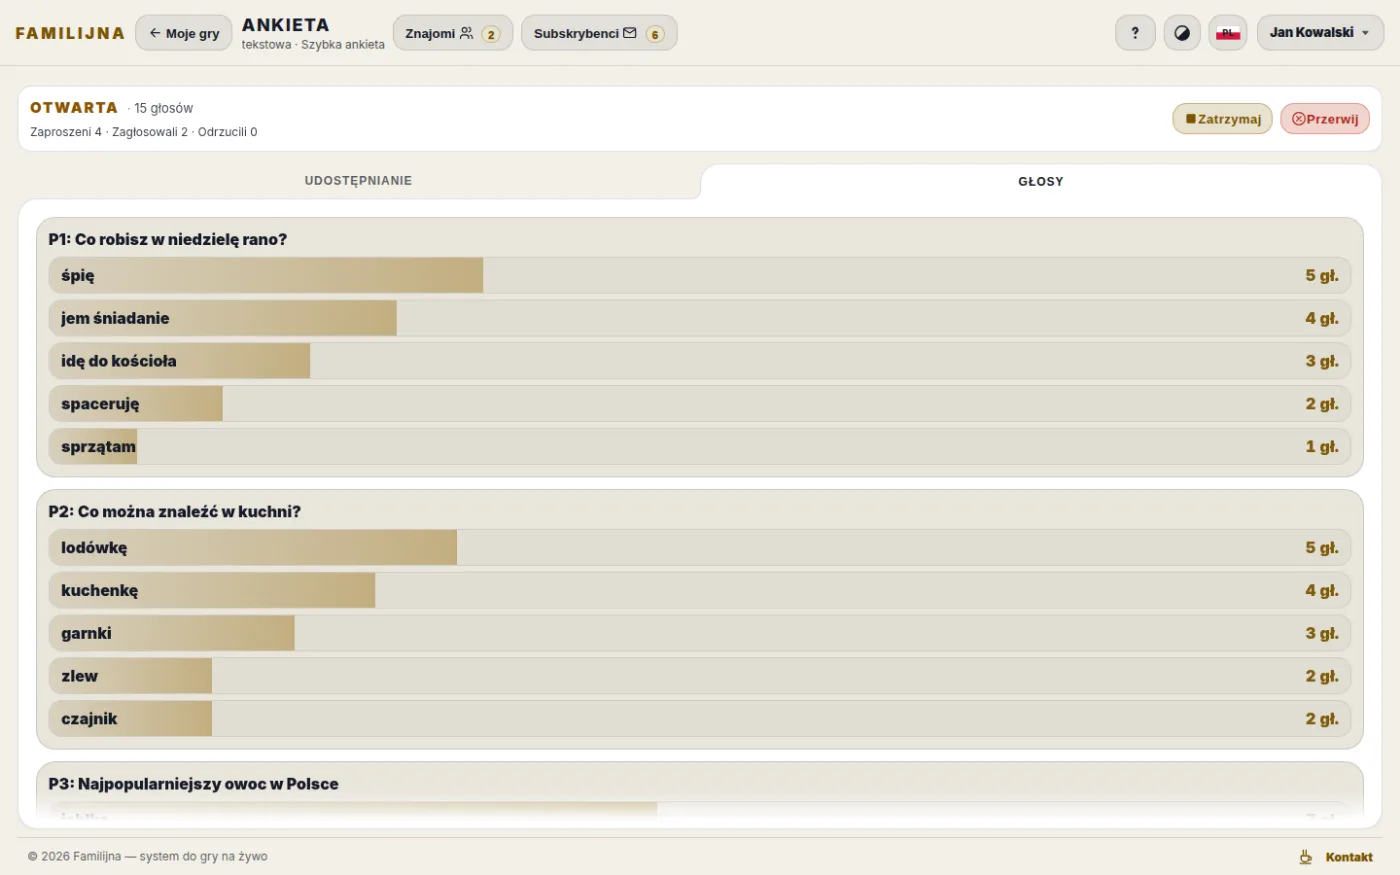 FAMILIJNA
← Moje gry
ANKIETA
tekstowa · Szybka ankieta
Znajomi 2
Subskrybenci 6
?
PL
Jan Kowalski
OTWARTA · 15 głosów
Zaproszeni 4 · Zagłosowali 2 · Odrzucili 0
Zatrzymaj
Przerwij
UDOSTĘPNIANIE
GŁOSY
P1: Co robisz w niedzielę rano?
śpię 5 gł.
jem śniadanie 4 gł.
idę do kościoła 3 gł.
spaceruję 2 gł.
sprzątam 1 gł.
P2: Co można znaleźć w kuchni?
lodówkę 5 gł.
kuchenkę 4 gł.
garnki 3 gł.
zlew 2 gł.
czajnik 2 gł.
P3: Najpopularniejszy owoc w Polsce
© 2026 Familijna — system do gry na żywo
Kontakt